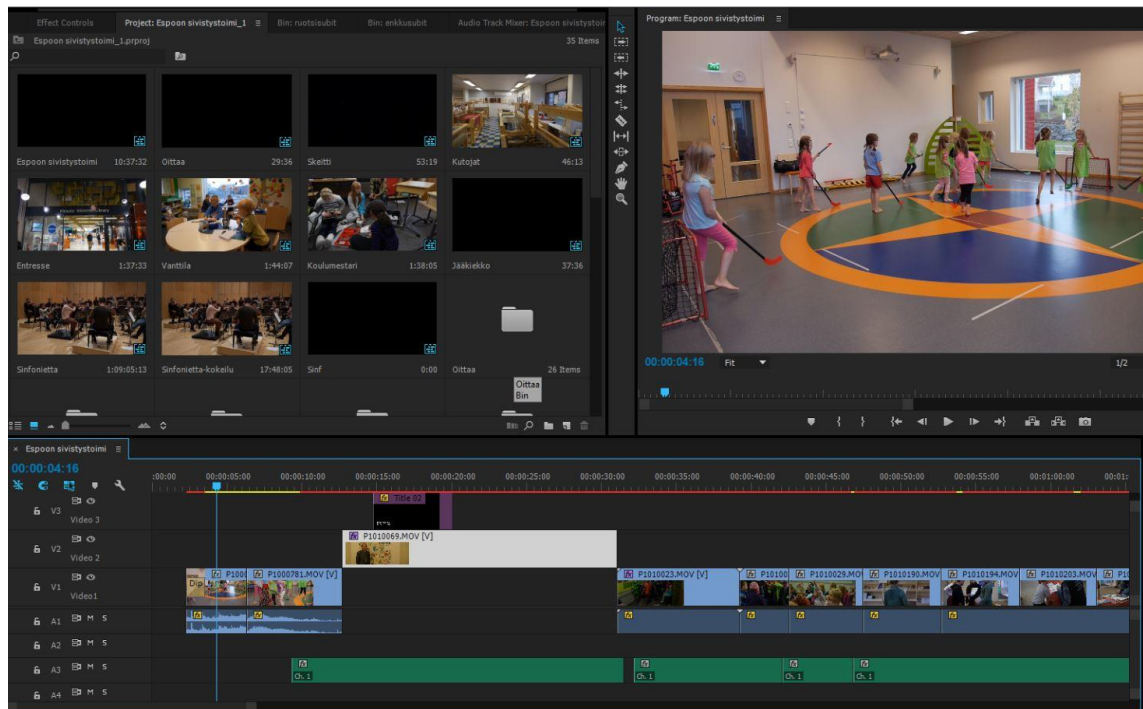 Effect Controls
Project: Espoon sivistystoimi_1
Bin: ruotsisubit
Bin: enkkusubit
Audio Track Mixer: Espoon sivistystoir
Espoon sivistystoimi_1.prproj
35 Items
Espoon sivistystoimi 10:37:32
Oittaa 29:36
Skeitti 53:19
Kutojat 46:13
Entresse 1:37:33
Vanttila 1:44:07
Koulumestari 1:38:05
Jääkiekko 37:36
Sinfonietta 1:09:05:13
Sinfonietta-kokeilu 17:48:05
Sinf 0:00
Oittaa 26 Items
Oittaa
Bin
Program: Espoon sivistystoimi
00:00:04:16
Fit
1/2
Espoon sivistystoimi
00:00:04:16
:00:00 00:00:05:00 00:00:10:00 00:00:15:00 00:00:20:00 00:00:25:00 00:00:30:00 00:00:35:00 00:00:40:00 00:00:45:00 00:00:50:00 00:00:55:00 00:01:00:00 00:01:
V3
Video 3
Title 02
V2
Video 2
P1010069.MOV [V]
V1
Video1
Dip
P1000
P1000781.MOV [V]
P1010023.MOV [V]
P10100
P1010029.MO
P1010190.MOV
P1010194.MOV
P1010203.MOV
P10
A1 M S
A2 M S
A3 M S
Ch. 1
Ch. 1
Ch. 1
Ch. 1
A4 M S